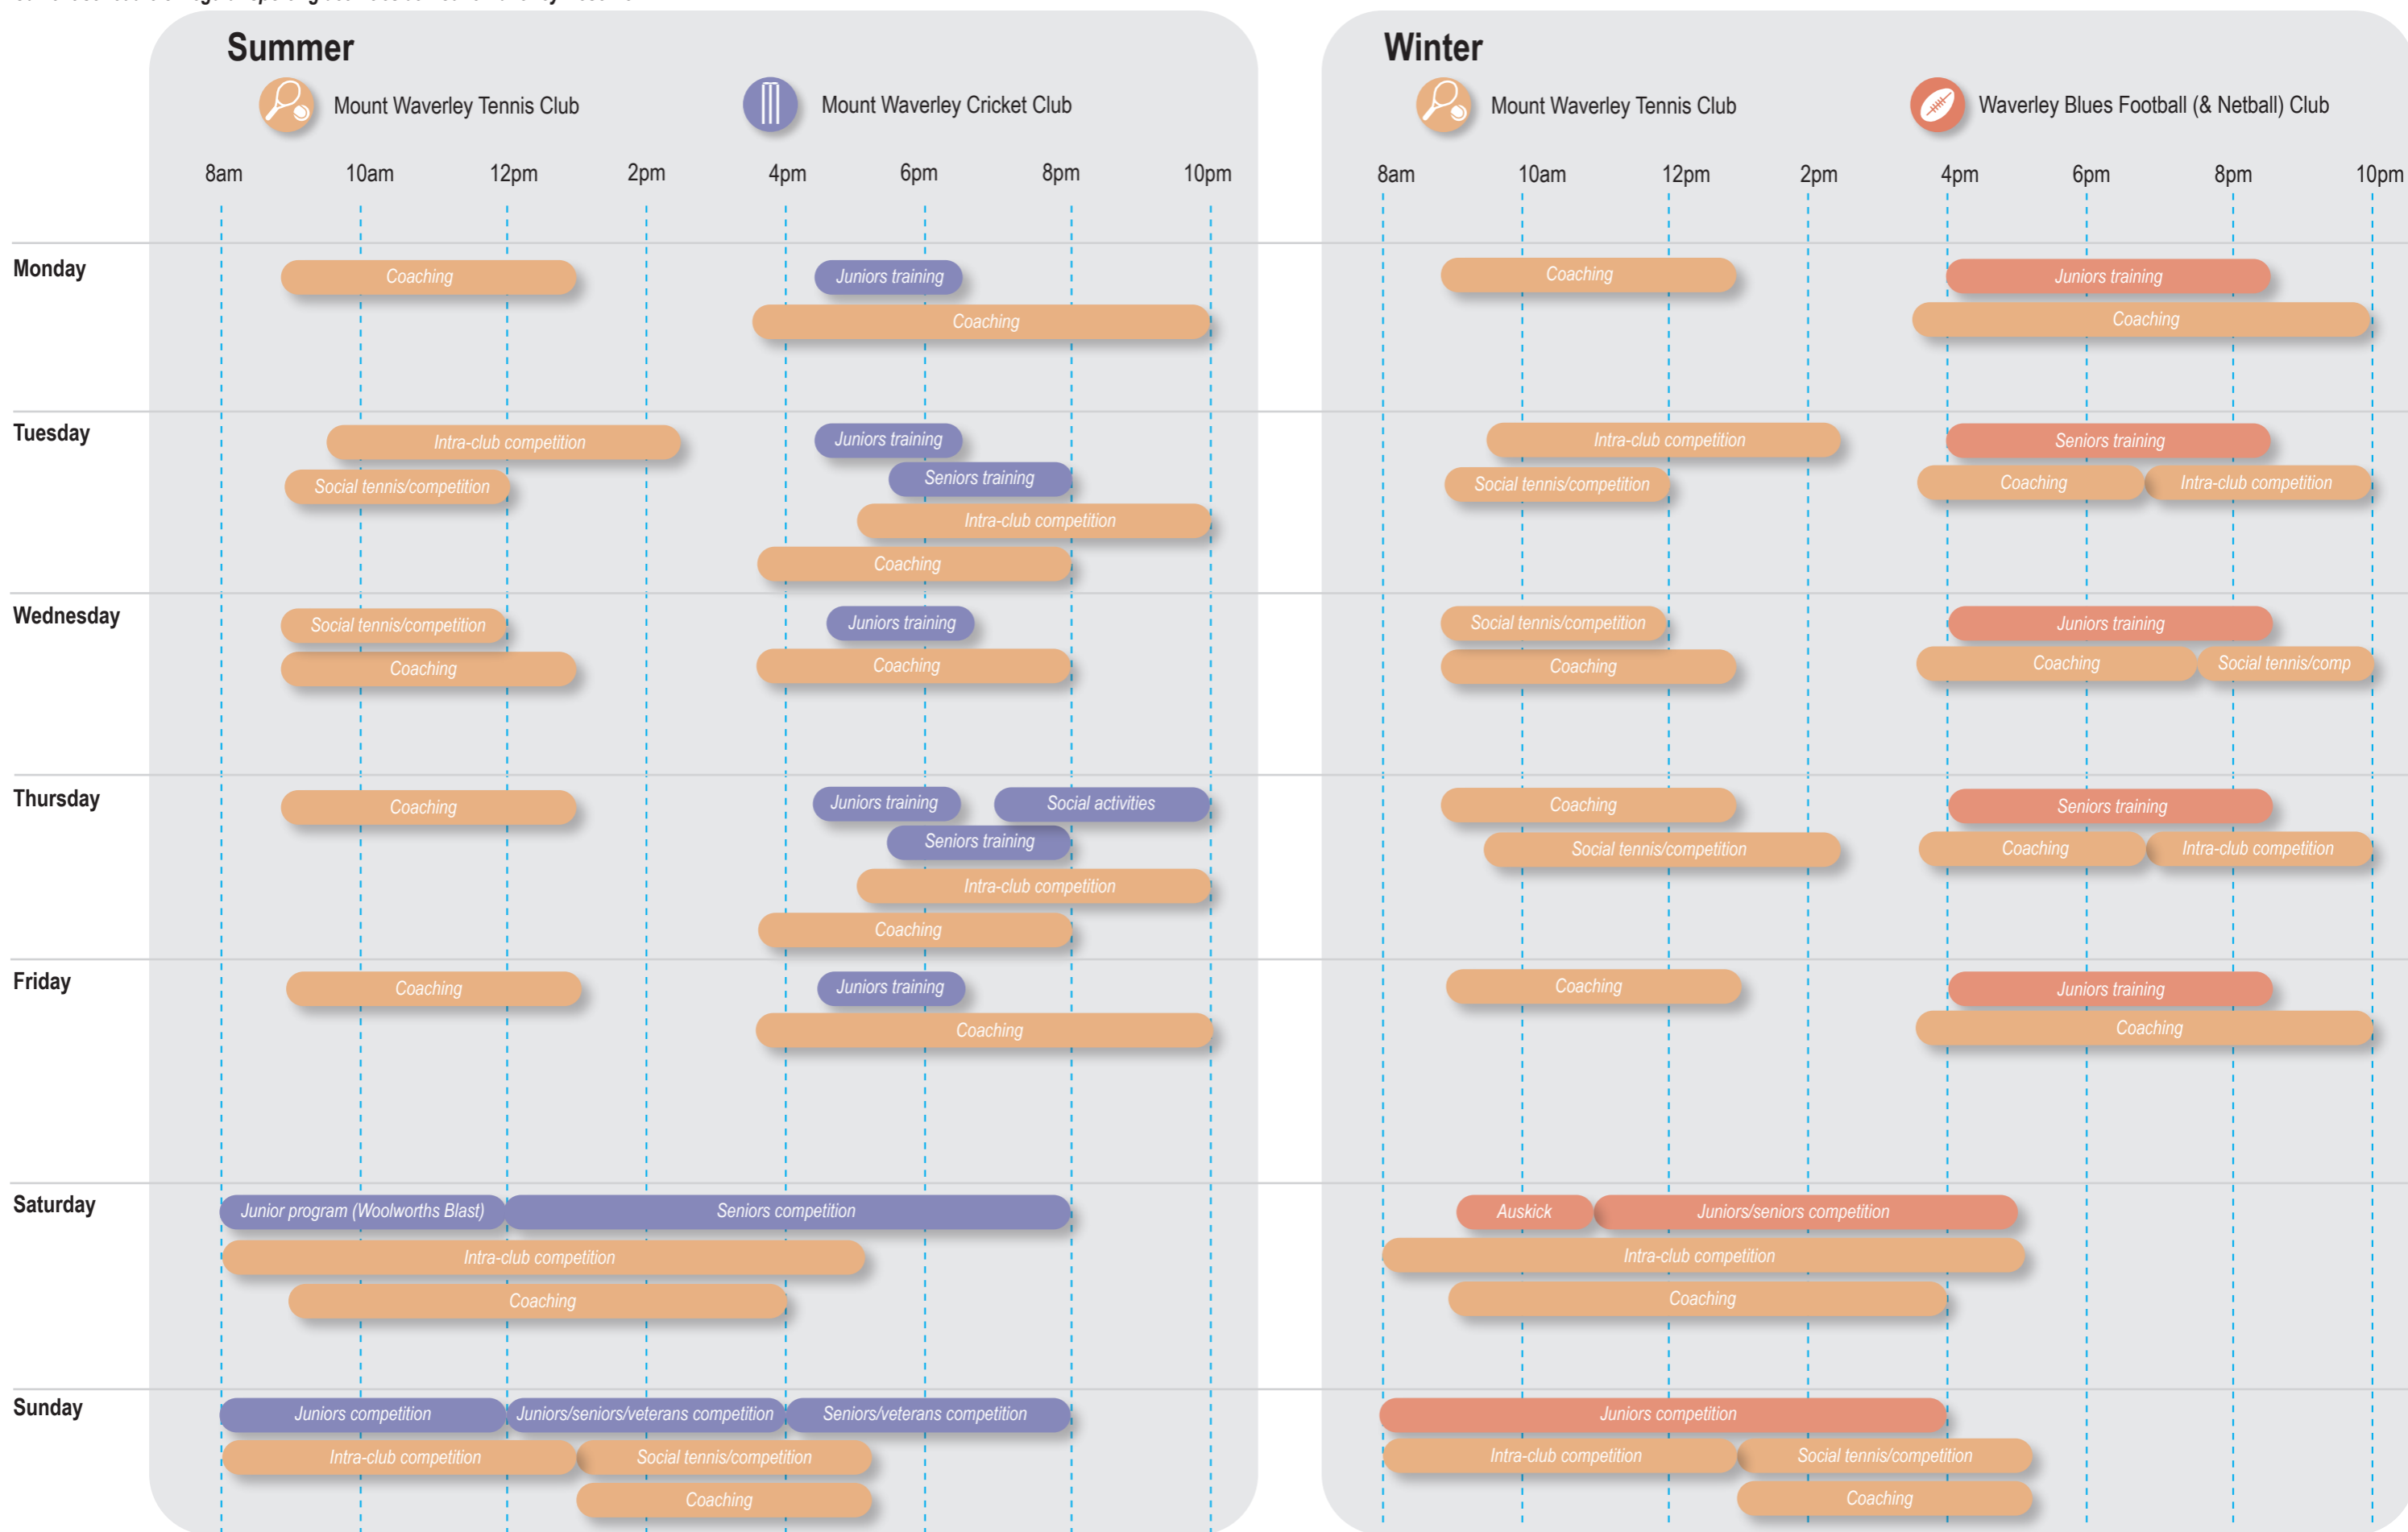 Summer
Winter
Mount Waverley Tennis Club
Mount Waverley Cricket Club
Mount Waverley Tennis Club
Waverley Blues Football (& Netball) Club
8am 10am 12pm 2pm 4pm 6pm 8pm 10pm
8am 10am 12pm 2pm 4pm 6pm 8pm 10pm
Monday
Coaching
Juniors training
Coaching
Coaching
Juniors training
Coaching
Tuesday
Intra-club competition
Social tennis/competition
Juniors training
Seniors training
Intra-club competition
Coaching
Intra-club competition
Social tennis/competition
Seniors training
Coaching
Intra-club competition
Wednesday
Social tennis/competition
Coaching
Juniors training
Coaching
Social tennis/competition
Coaching
Juniors training
Coaching
Social tennis/comp
Thursday
Coaching
Juniors training
Social activities
Seniors training
Intra-club competition
Coaching
Coaching
Social tennis/competition
Seniors training
Coaching
Intra-club competition
Friday
Coaching
Juniors training
Coaching
Coaching
Juniors training
Coaching
Saturday
Junior program (Woolworths Blast)
Seniors competition
Intra-club competition
Coaching
Auskick
Juniors/seniors competition
Intra-club competition
Coaching
Sunday
Juniors competition
Juniors/seniors/veterans competition
Seniors/veterans competition
Intra-club competition
Social tennis/competition
Coaching
Juniors competition
Intra-club competition
Social tennis/competition
Coaching